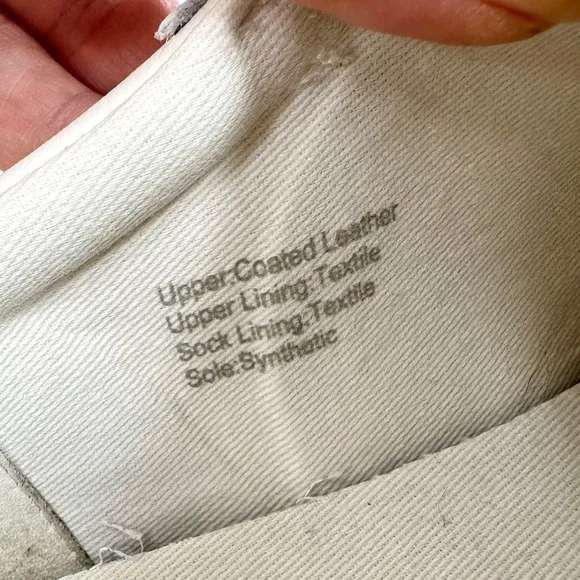 Upper:Coated Leather
Upper Lining:Textile
Sock Lining:Textile
Sole:Synthetic